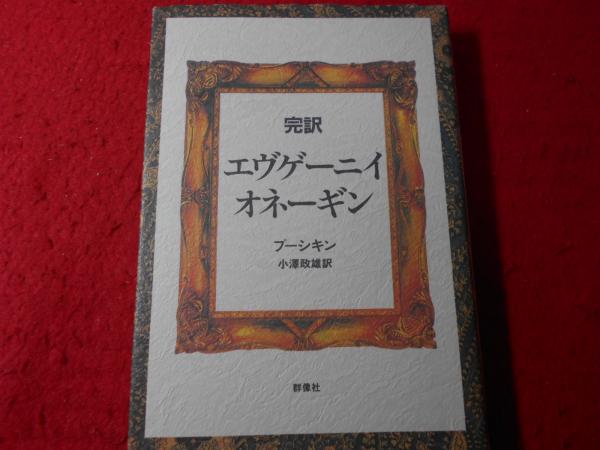 完訳
エヴゲーニイ
オネーギン
プーシキン
小澤政雄訳
群像社